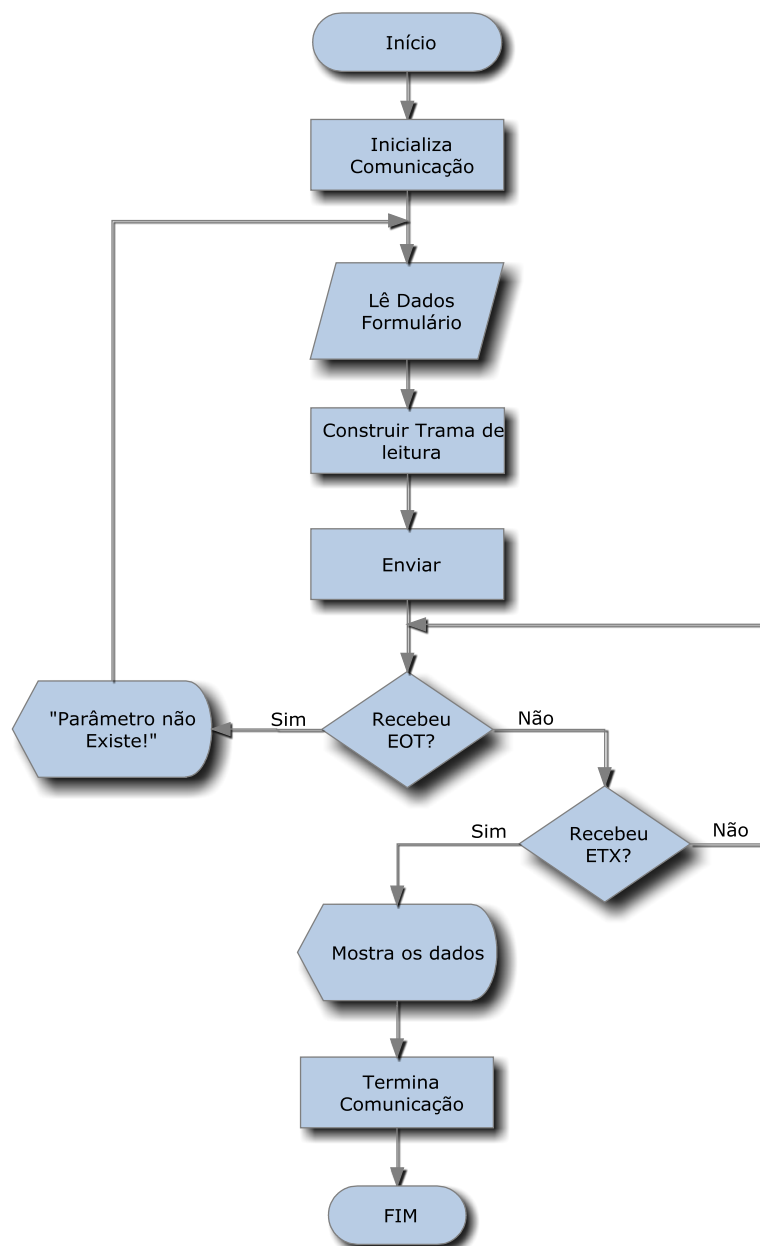 Início
Inicializa
Comunicação
Lê Dados
Formulário
Construir Trama de
leitura
Enviar
"Parâmetro não
Existe!"
Sim
Recebeu
EOT?
Não
Sim
Recebeu
ETX?
Não
Mostra os dados
Termina
Comunicação
FIM